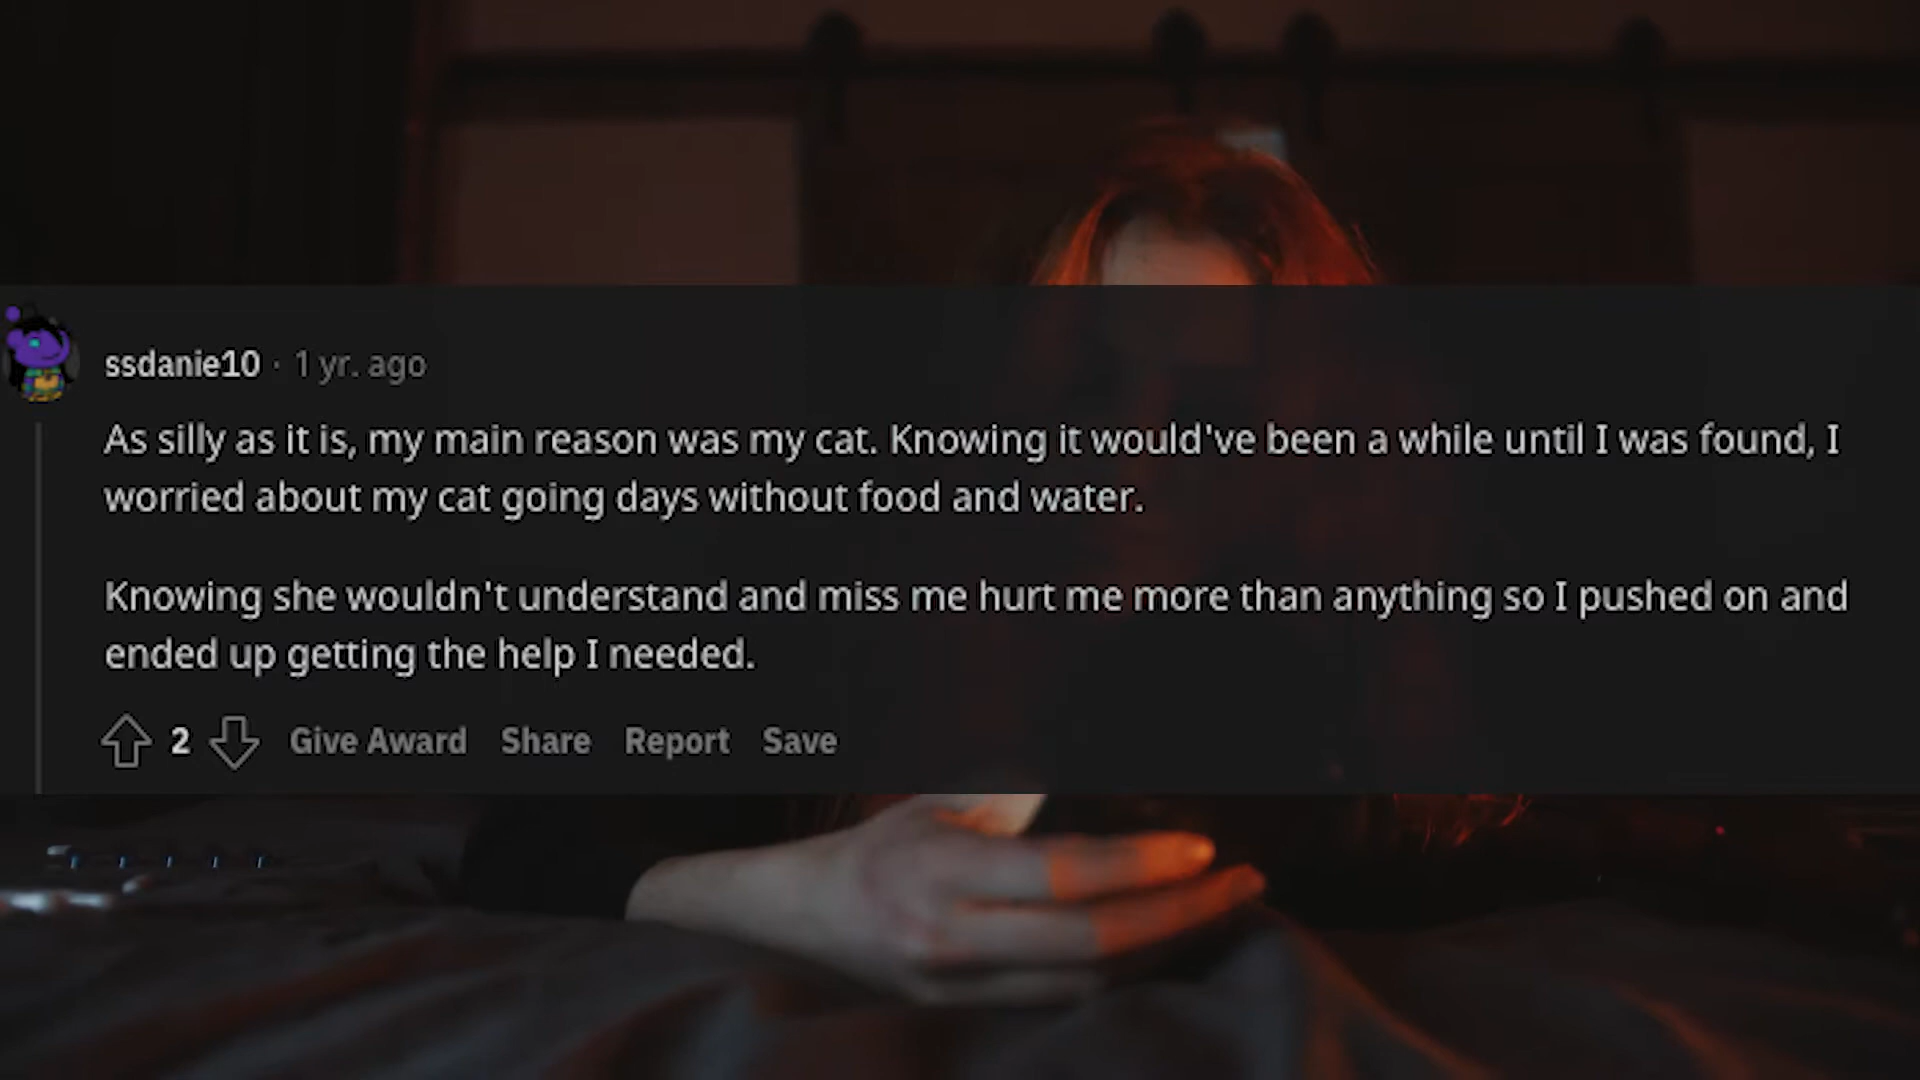 ssdanie10 · 1 yr. ago
As silly as it is, my main reason was my cat. Knowing it would've been a while until I was found, I
worried about my cat going days without food and water.
Knowing she wouldn't understand and miss me hurt me more than anything so I pushed on and
ended up getting the help I needed.
2 Give Award Share Report Save